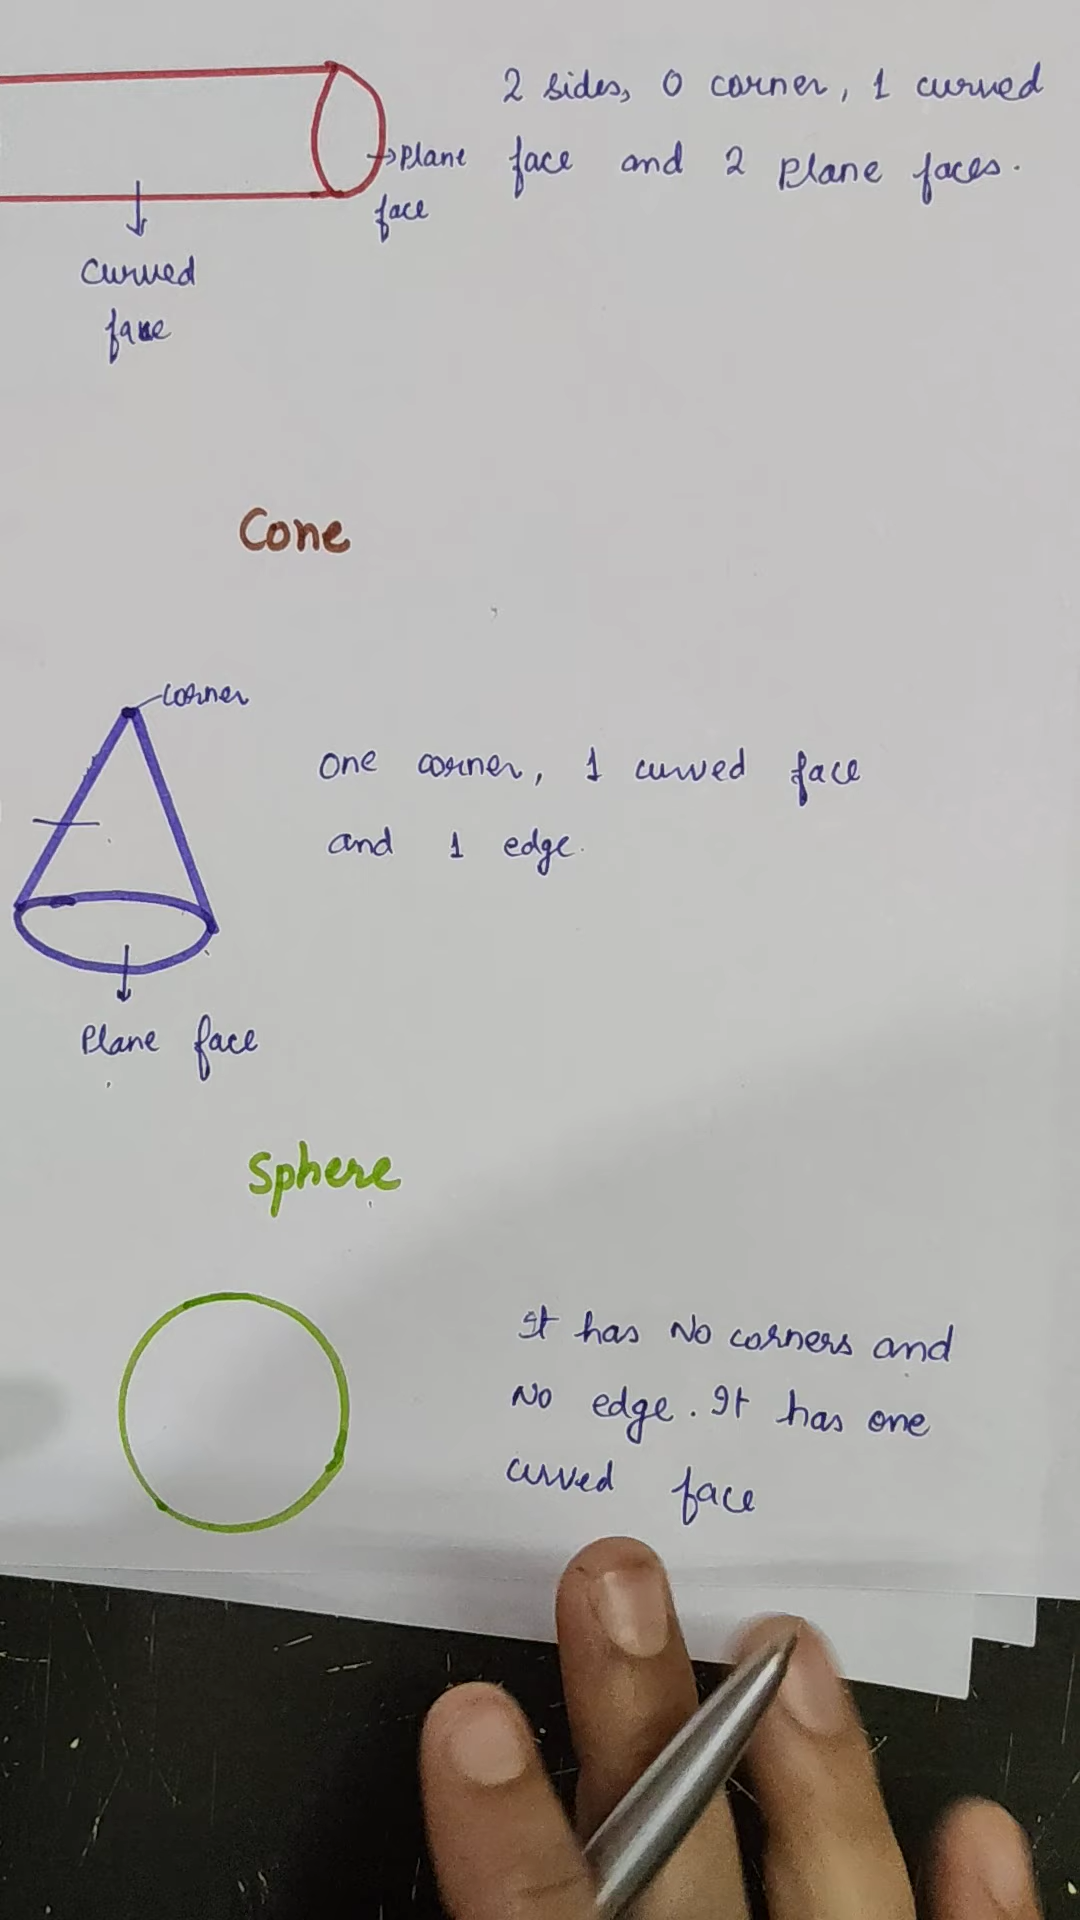 2 sides, 0 corner, 1 curved
face and 2 plane faces.
→Plane
face
Curved
face
Cone
corner
one corner, 1 curved face
and 1 edge.
Plane face
Sphere
It has No corners and
No edge. It has one
curved face